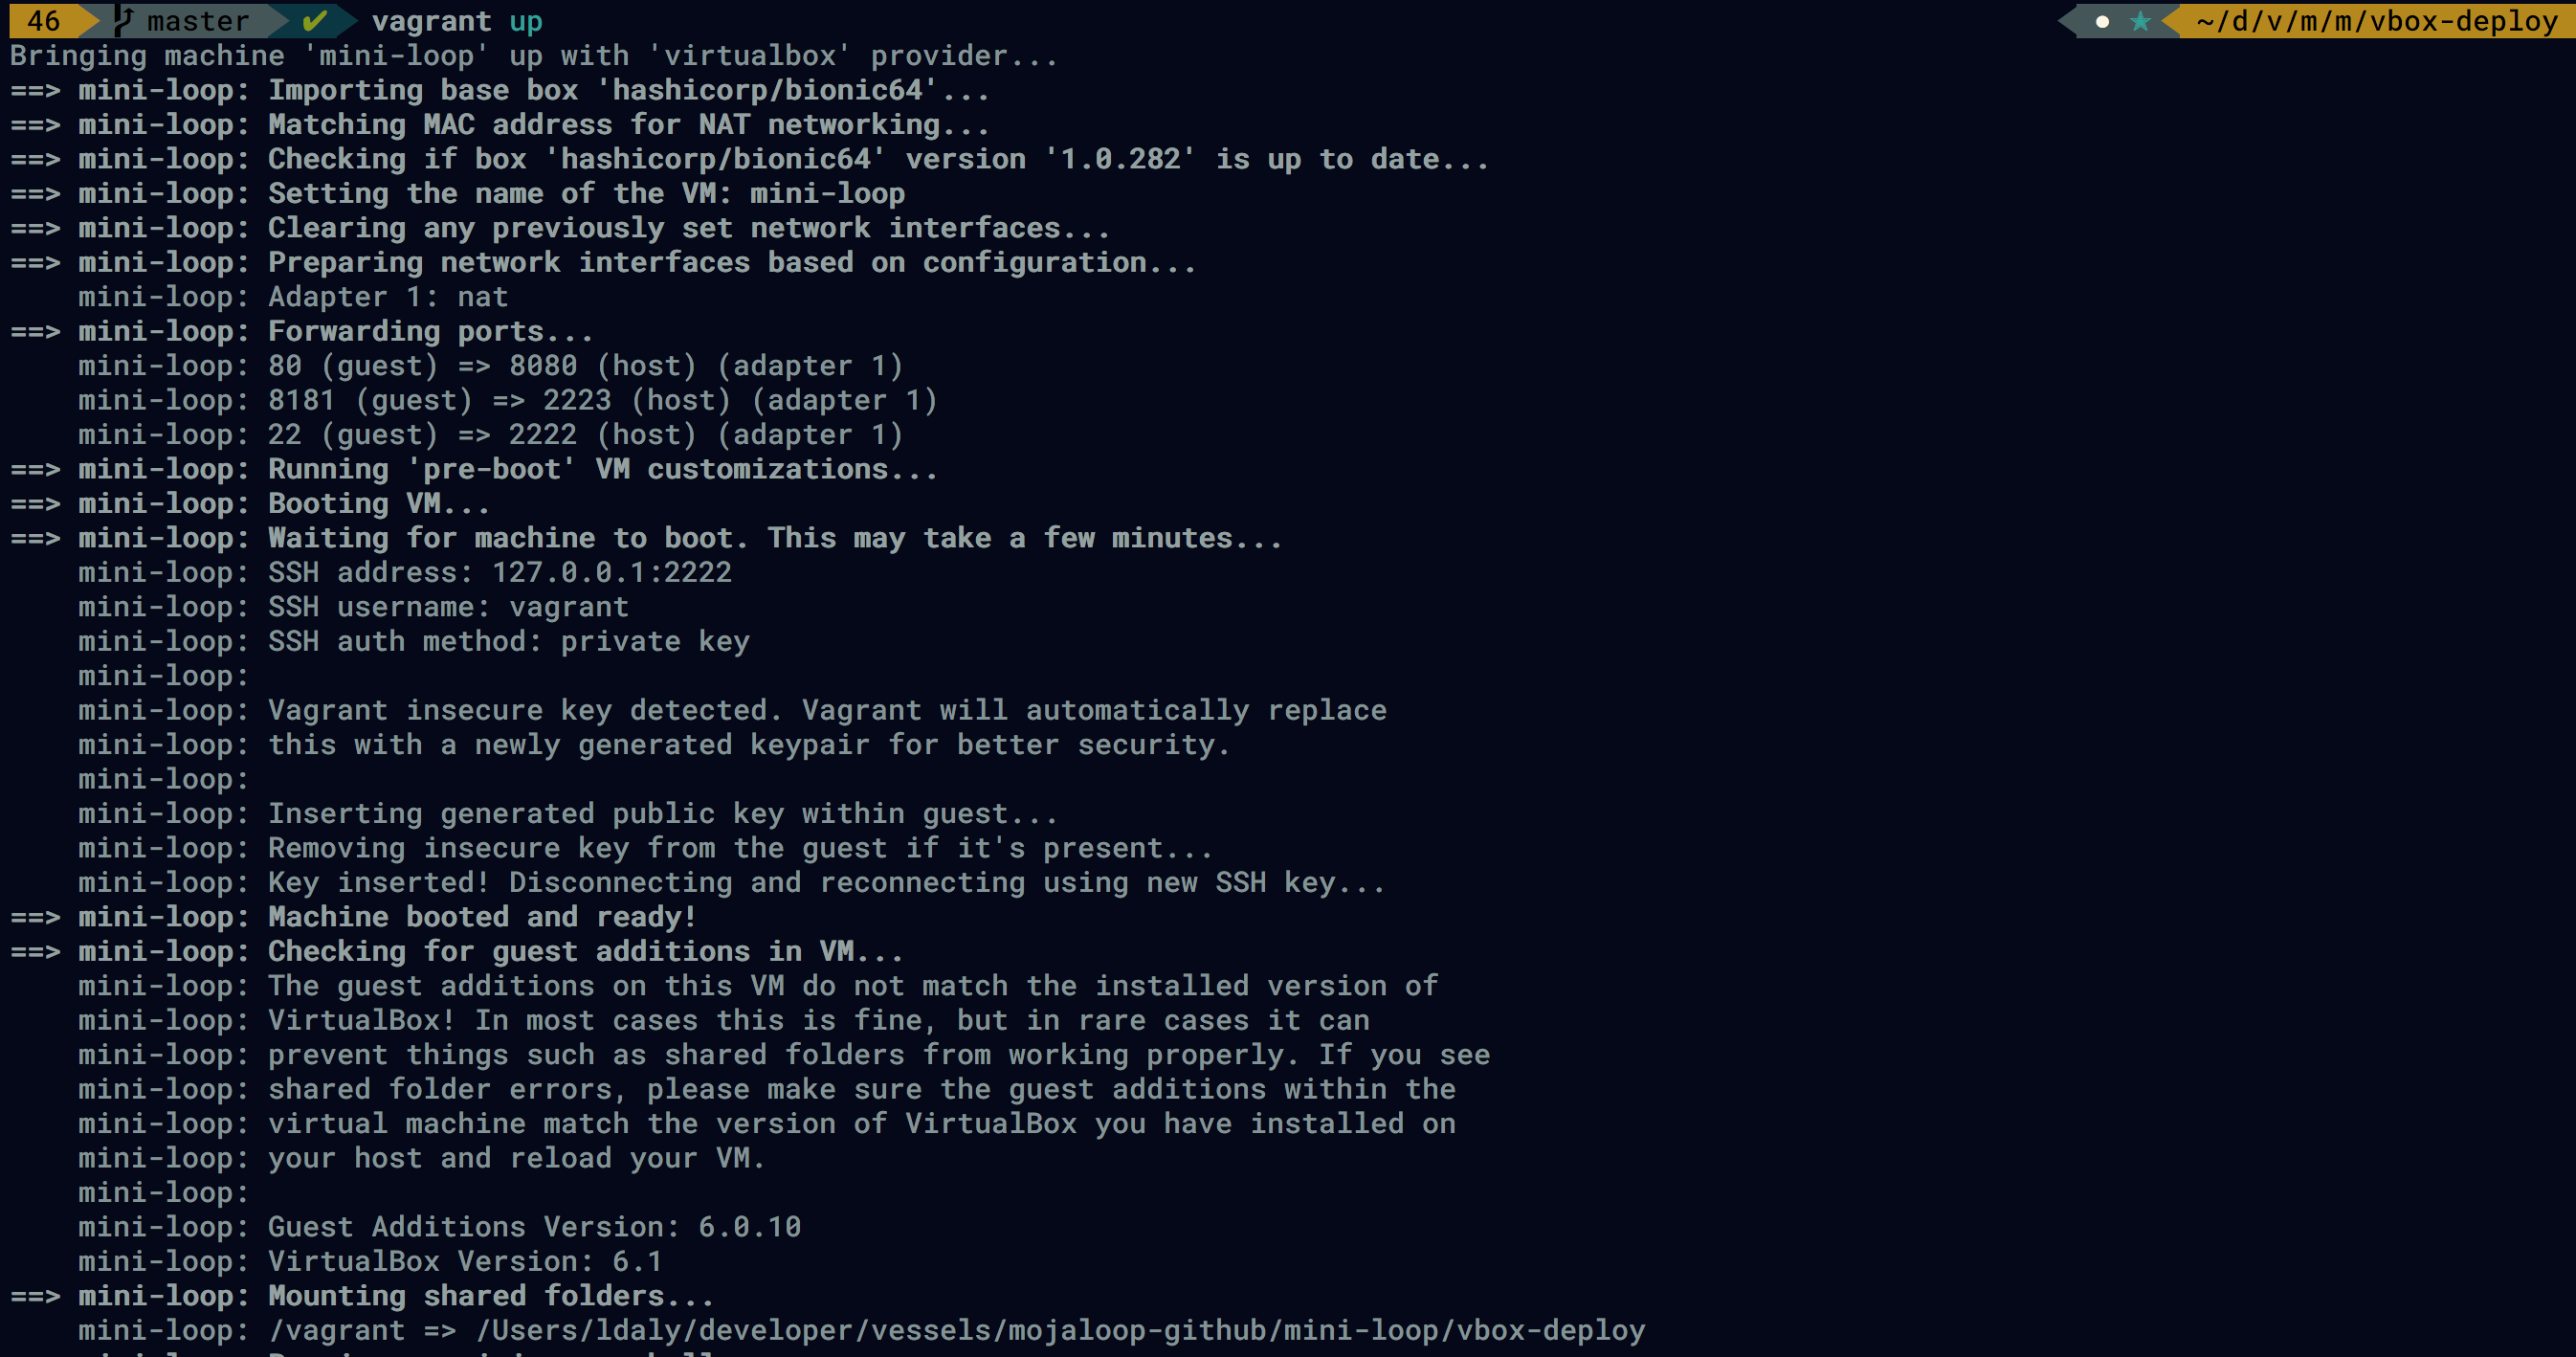 46 master ✔ vagrant up ● ★ ~/d/v/m/m/vbox-deploy
Bringing machine 'mini-loop' up with 'virtualbox' provider...
==> mini-loop: Importing base box 'hashicorp/bionic64'...
==> mini-loop: Matching MAC address for NAT networking...
==> mini-loop: Checking if box 'hashicorp/bionic64' version '1.0.282' is up to date...
==> mini-loop: Setting the name of the VM: mini-loop
==> mini-loop: Clearing any previously set network interfaces...
==> mini-loop: Preparing network interfaces based on configuration...
    mini-loop: Adapter 1: nat
==> mini-loop: Forwarding ports...
    mini-loop: 80 (guest) => 8080 (host) (adapter 1)
    mini-loop: 8181 (guest) => 2223 (host) (adapter 1)
    mini-loop: 22 (guest) => 2222 (host) (adapter 1)
==> mini-loop: Running 'pre-boot' VM customizations...
==> mini-loop: Booting VM...
==> mini-loop: Waiting for machine to boot. This may take a few minutes...
    mini-loop: SSH address: 127.0.0.1:2222
    mini-loop: SSH username: vagrant
    mini-loop: SSH auth method: private key
    mini-loop:
    mini-loop: Vagrant insecure key detected. Vagrant will automatically replace
    mini-loop: this with a newly generated keypair for better security.
    mini-loop:
    mini-loop: Inserting generated public key within guest...
    mini-loop: Removing insecure key from the guest if it's present...
    mini-loop: Key inserted! Disconnecting and reconnecting using new SSH key...
==> mini-loop: Machine booted and ready!
==> mini-loop: Checking for guest additions in VM...
    mini-loop: The guest additions on this VM do not match the installed version of
    mini-loop: VirtualBox! In most cases this is fine, but in rare cases it can
    mini-loop: prevent things such as shared folders from working properly. If you see
    mini-loop: shared folder errors, please make sure the guest additions within the
    mini-loop: virtual machine match the version of VirtualBox you have installed on
    mini-loop: your host and reload your VM.
    mini-loop:
    mini-loop: Guest Additions Version: 6.0.10
    mini-loop: VirtualBox Version: 6.1
==> mini-loop: Mounting shared folders...
    mini-loop: /vagrant => /Users/ldaly/developer/vessels/mojaloop-github/mini-loop/vbox-deploy